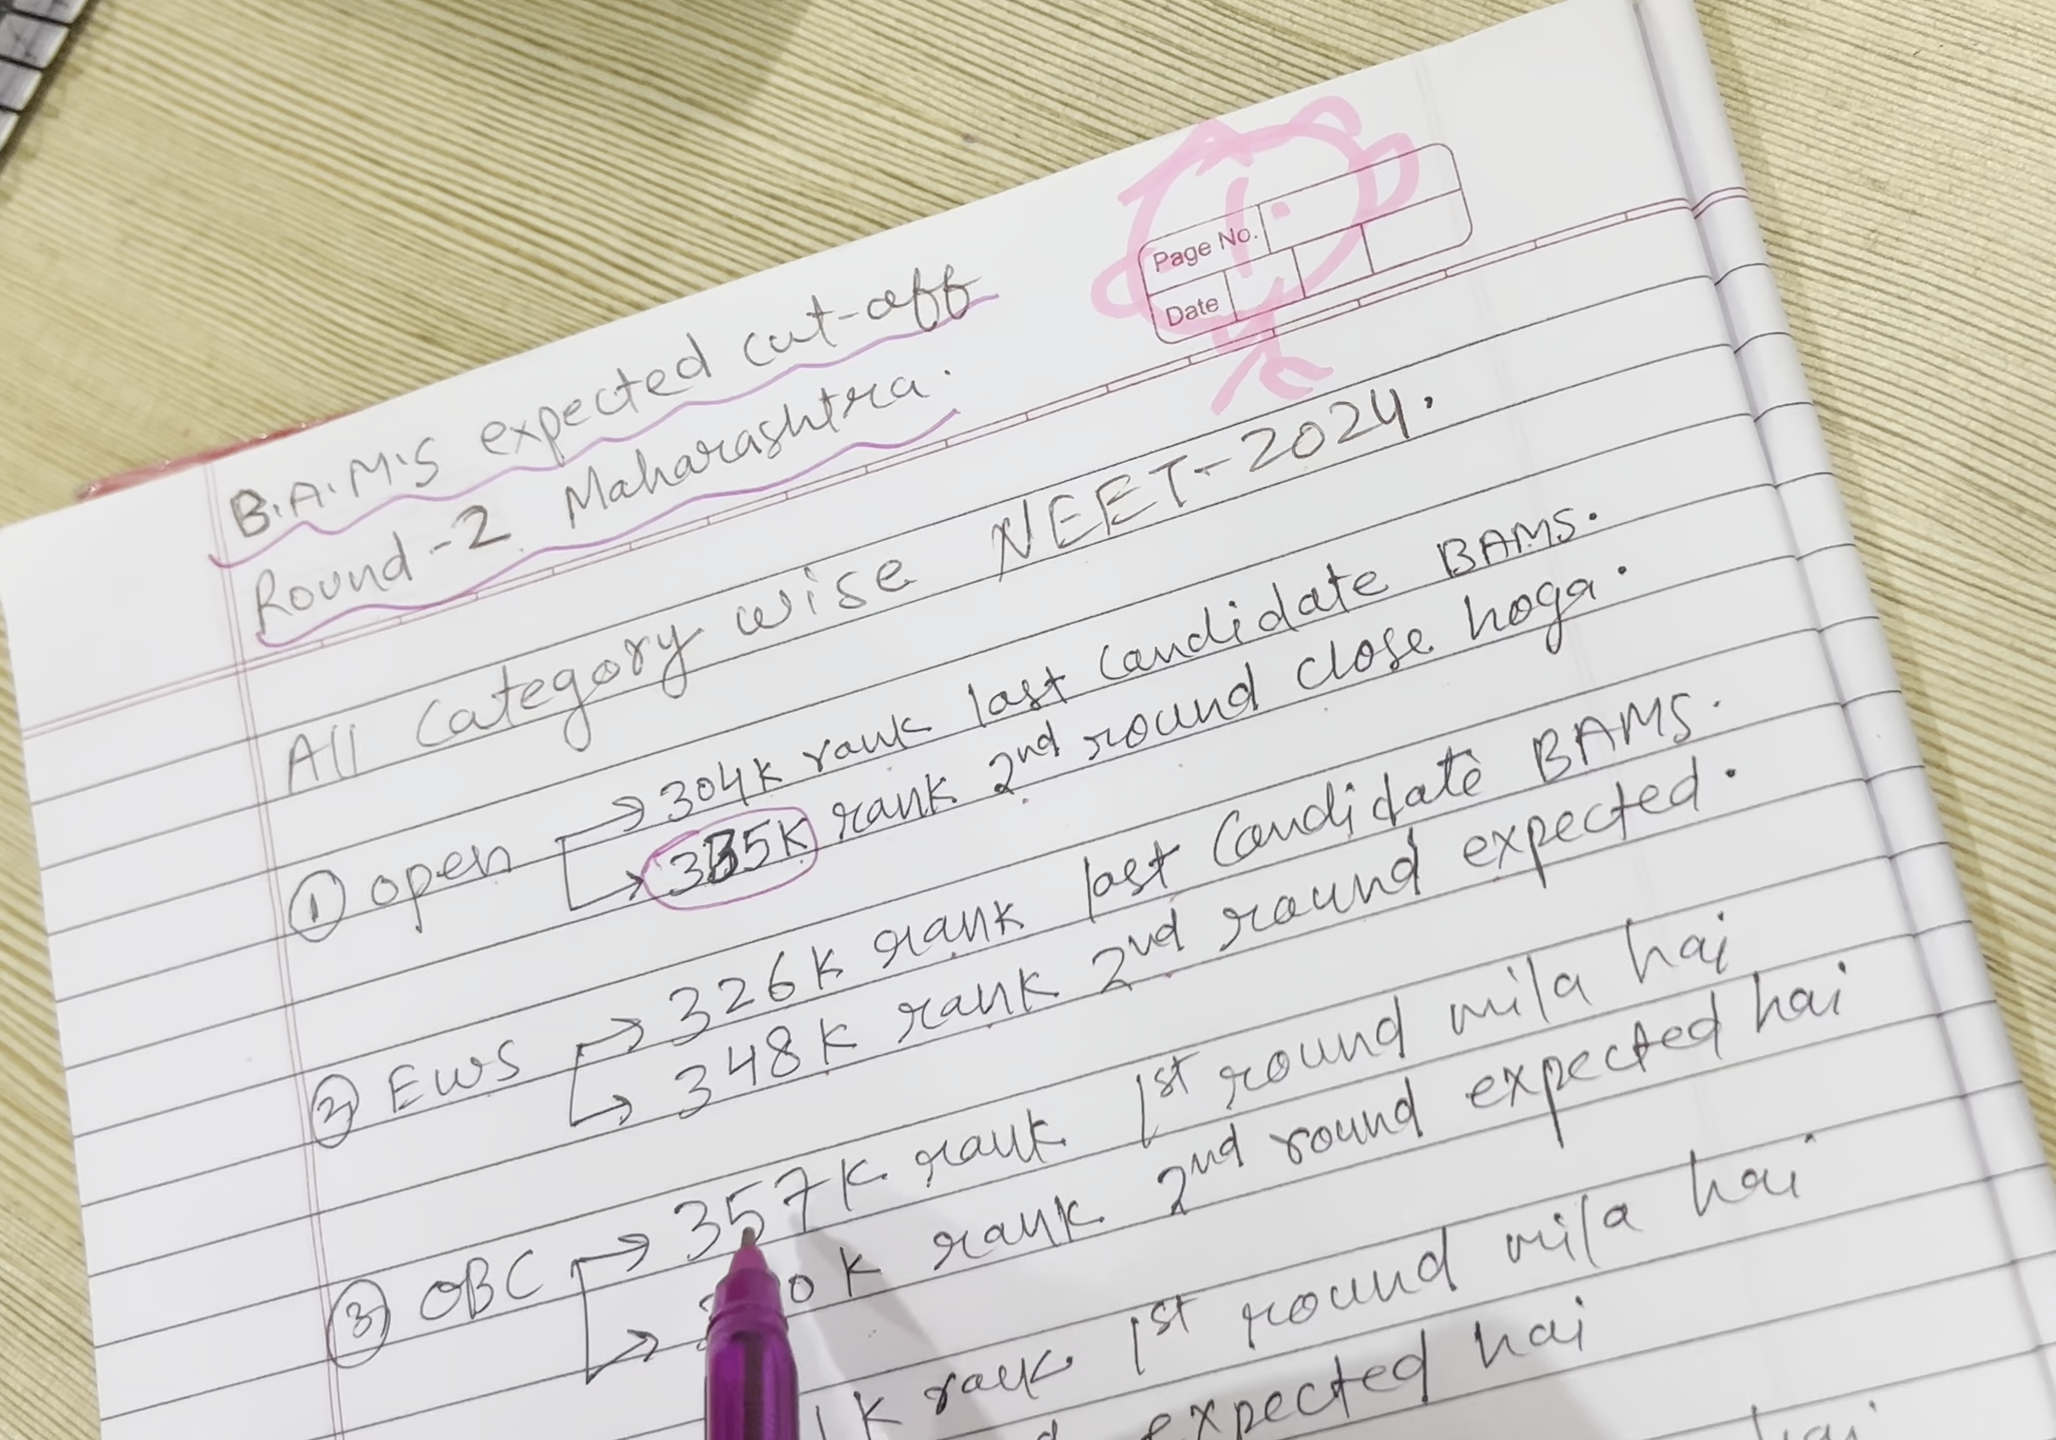 Page No.
Date
B.A.M.S expected cut-off
Round-2 Maharashtra.
All Category wise NEET-2024.
① open → 304K rank last Candidate BAMS.
→ 335K rank 2nd round close hoga.
② EWS → 326K rank last Candidate BAMS.
→ 348K rank 2nd round expected.
③ OBC → 357K rank 1st round mila hai
→ 0K rank 2nd round expected hai
1K rank 1st round mila hai
expected hai
hai